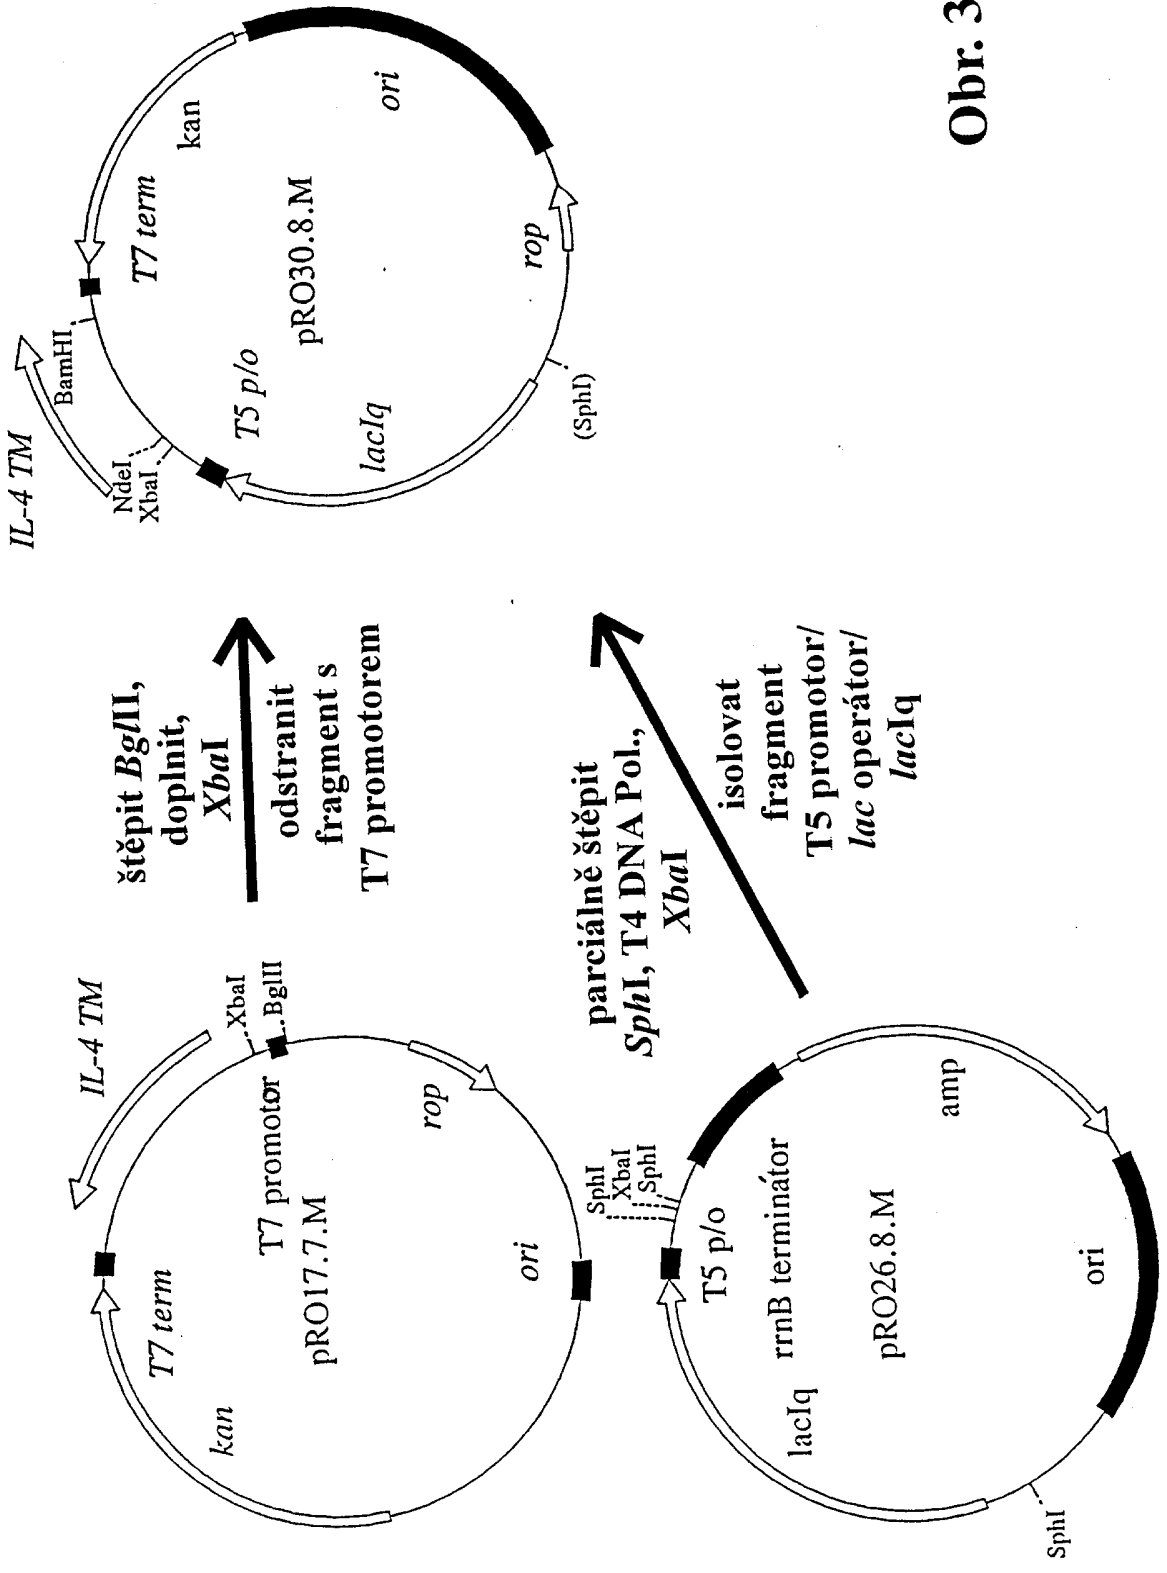 IL-4 TM
XbaI
BglII
T7 promotor
T7 term
kan
pRO17.7.M
rop
ori
štěpit BglII,
doplnit,
XbaI
odstranit
fragment s
T7 promotorem
IL-4 TM
NdeI
XbaI
BamHI
T7 term
kan
T5 p/o
pRO30.8.M
lacIq
ori
rop
(SphI)
SphI
XbaI
SphI
T5 p/o
rrnB terminátor
lacIq
pRO26.8.M
amp
ori
SphI
parciálně štěpit
SphI, T4 DNA Pol.,
XbaI
isolovat
fragment
T5 promotor/
lac operátor/
lacIq
Obr. 3